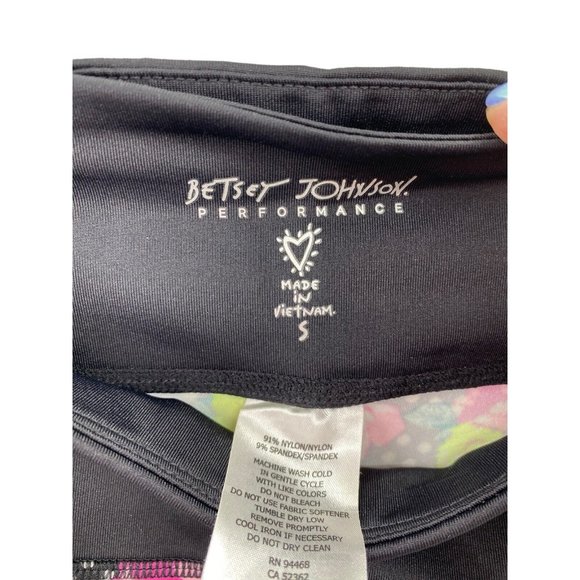 BETSEY JOHNSON.
PERFORMANCE
MADE
iN
ViETNAM.
S
91% NYLON/NYLON
9% SPANDEX/SPANDEX
MACHINE WASH COLD
IN GENTLE CYCLE
WITH LIKE COLORS
DO NOT BLEACH
DO NOT USE FABRIC SOFTENER
TUMBLE DRY LOW
REMOVE PROMPTLY
COOL IRON IF NECESSARY
DO NOT DRY CLEAN
RN 94468
CA 52367